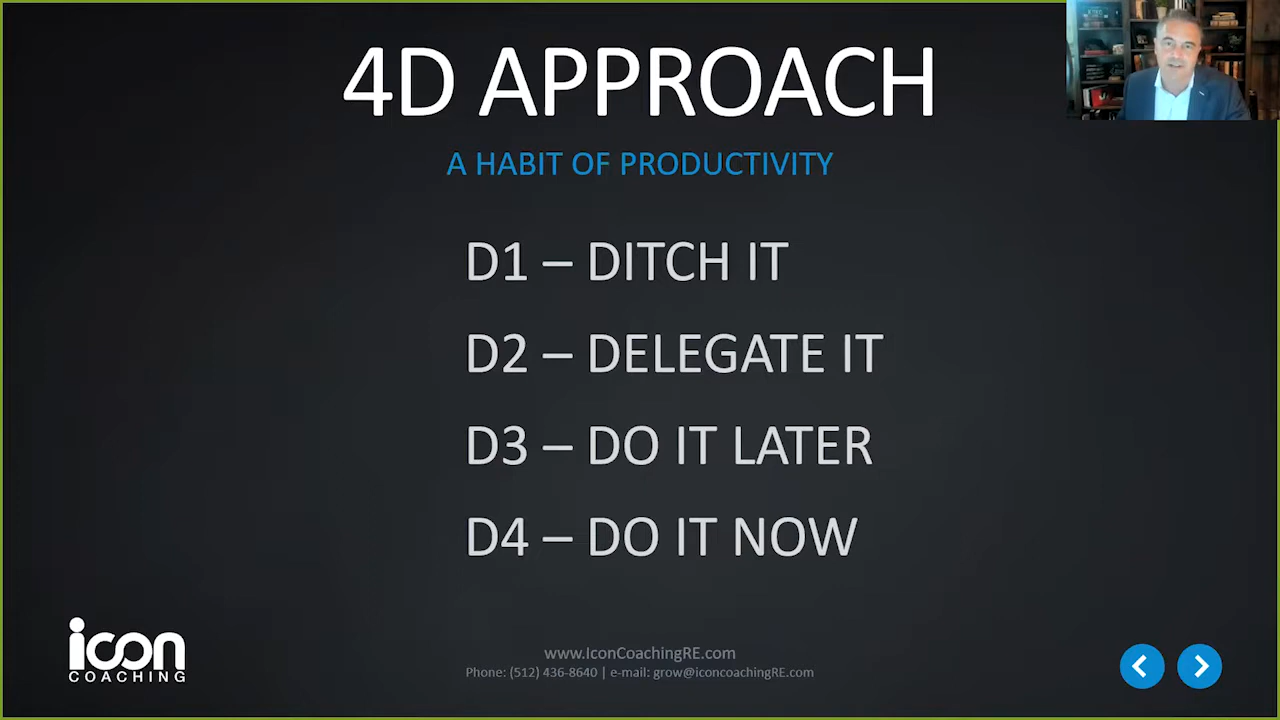 4D APPROACH
A HABIT OF PRODUCTIVITY
D1 – DITCH IT
D2 – DELEGATE IT
D3 – DO IT LATER
D4 – DO IT NOW
icon
COACHING
www.IconCoachingRE.com
Phone: (512) 436-8640 | e-mail: grow@iconcoachingRE.com